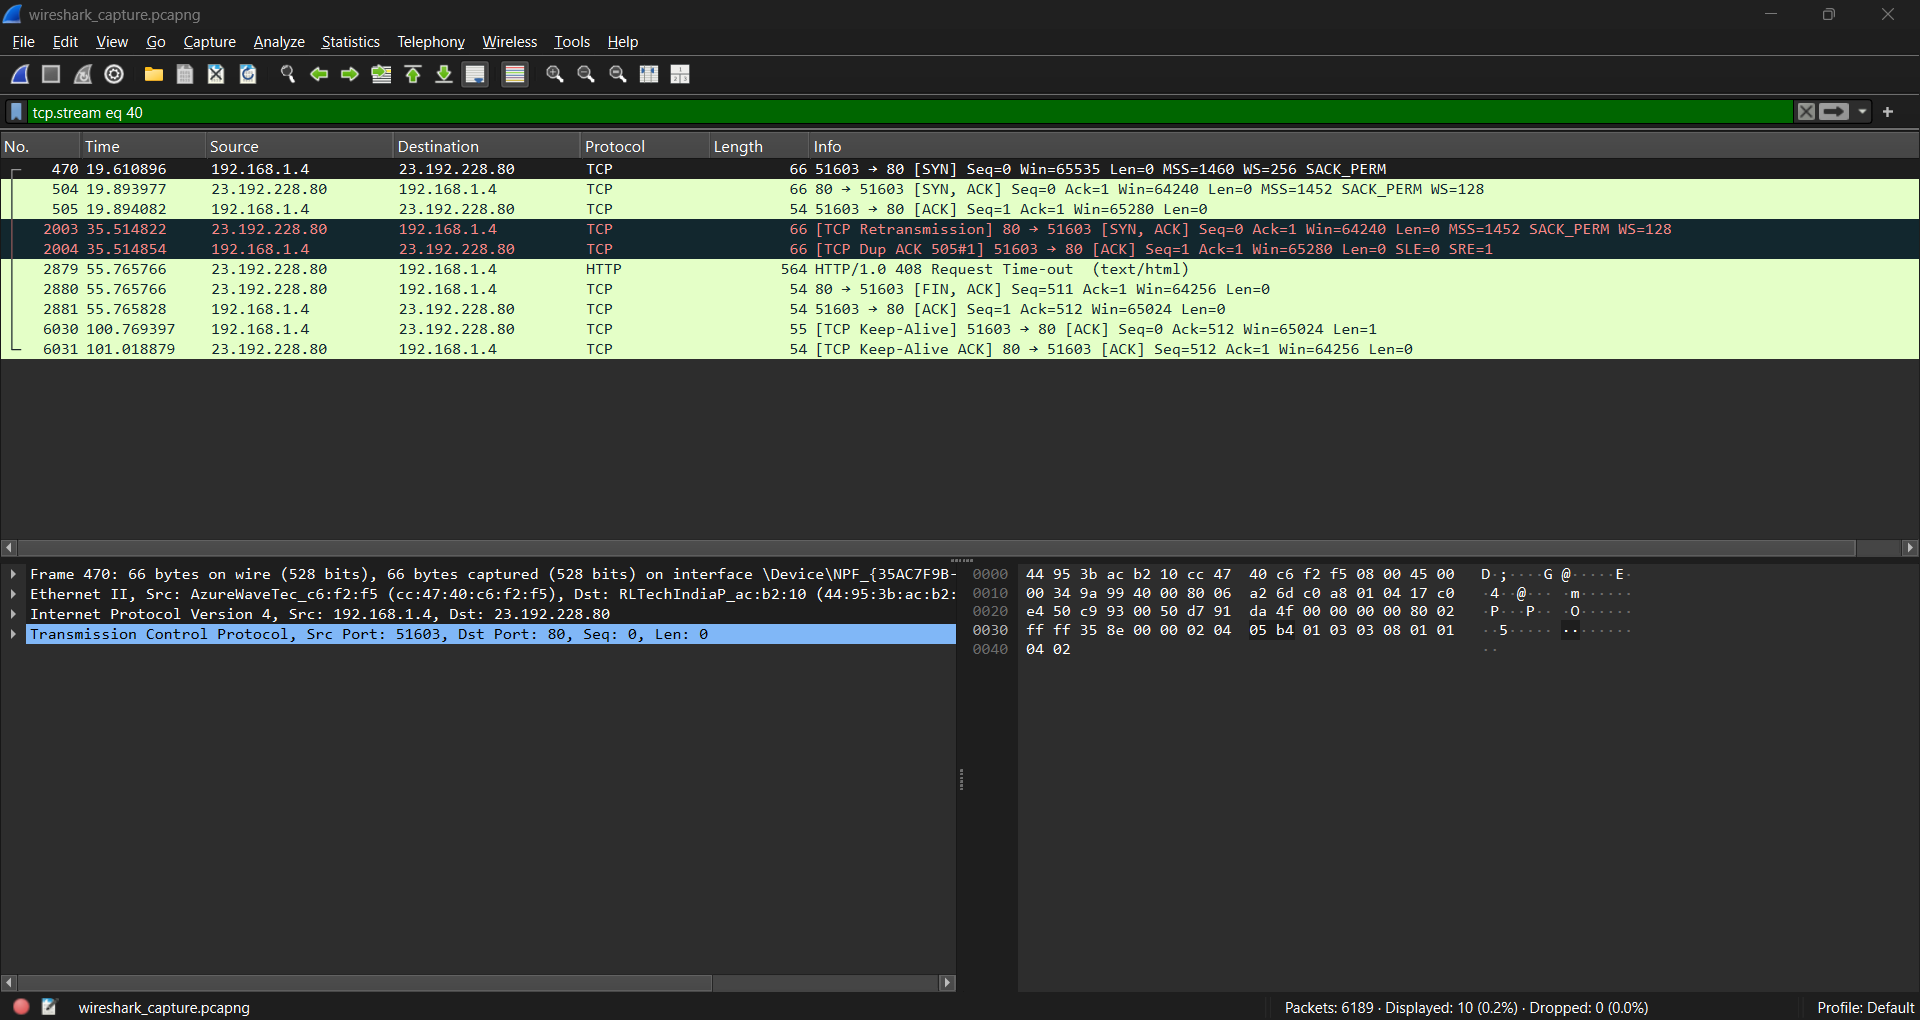 wireshark_capture.pcapng
File Edit View Go Capture Analyze Statistics Telephony Wireless Tools Help
tcp.stream eq 40
No. Time Source Destination Protocol Length Info
470 19.610896 192.168.1.4 23.192.228.80 TCP 66 51603 → 80 [SYN] Seq=0 Win=65535 Len=0 MSS=1460 WS=256 SACK_PERM
504 19.893977 23.192.228.80 192.168.1.4 TCP 66 80 → 51603 [SYN, ACK] Seq=0 Ack=1 Win=64240 Len=0 MSS=1452 SACK_PERM WS=128
505 19.894082 192.168.1.4 23.192.228.80 TCP 54 51603 → 80 [ACK] Seq=1 Ack=1 Win=65280 Len=0
2003 35.514822 23.192.228.80 192.168.1.4 TCP 66 [TCP Retransmission] 80 → 51603 [SYN, ACK] Seq=0 Ack=1 Win=64240 Len=0 MSS=1452 SACK_PERM WS=128
2004 35.514854 192.168.1.4 23.192.228.80 TCP 66 [TCP Dup ACK 505#1] 51603 → 80 [ACK] Seq=1 Ack=1 Win=65280 Len=0 SLE=0 SRE=1
2879 55.765766 23.192.228.80 192.168.1.4 HTTP 564 HTTP/1.0 408 Request Time-out (text/html)
2880 55.765766 23.192.228.80 192.168.1.4 TCP 54 80 → 51603 [FIN, ACK] Seq=511 Ack=1 Win=64256 Len=0
2881 55.765828 192.168.1.4 23.192.228.80 TCP 54 51603 → 80 [ACK] Seq=1 Ack=512 Win=65024 Len=0
6030 100.769397 192.168.1.4 23.192.228.80 TCP 55 [TCP Keep-Alive] 51603 → 80 [ACK] Seq=0 Ack=512 Win=65024 Len=1
6031 101.018879 23.192.228.80 192.168.1.4 TCP 54 [TCP Keep-Alive ACK] 80 → 51603 [ACK] Seq=512 Ack=1 Win=64256 Len=0
Frame 470: 66 bytes on wire (528 bits), 66 bytes captured (528 bits) on interface \Device\NPF_{35AC7F9B-
Ethernet II, Src: AzureWaveTec_c6:f2:f5 (cc:47:40:c6:f2:f5), Dst: RLTechIndiaP_ac:b2:10 (44:95:3b:ac:b2:
Internet Protocol Version 4, Src: 192.168.1.4, Dst: 23.192.228.80
Transmission Control Protocol, Src Port: 51603, Dst Port: 80, Seq: 0, Len: 0
0000 44 95 3b ac b2 10 cc 47 40 c6 f2 f5 08 00 45 00 D·;····G @·····E·
0010 00 34 9a 99 40 00 80 06 a2 6d c0 a8 01 04 17 c0 ·4··@··· ·m······
0020 e4 50 c9 93 00 50 d7 91 da 4f 00 00 00 00 80 02 ·P···P·· ·O······
0030 ff ff 35 8e 00 00 02 04 05 b4 01 03 03 08 01 01 ··5····· ········
0040 04 02 ··
wireshark_capture.pcapng
Packets: 6189 · Displayed: 10 (0.2%) · Dropped: 0 (0.0%)
Profile: Default